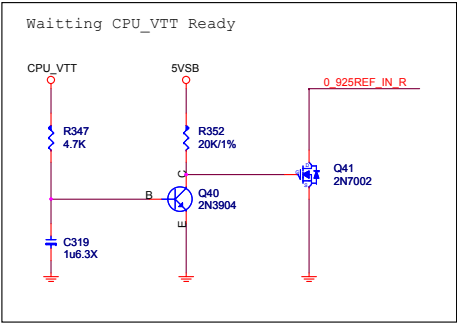 Waitting CPU_VTT Ready
CPU_VTT
5VSB
0_925REF_IN_R
R347
4.7K
R352
20K/1%
C
Q41
2N7002
B
Q40
2N3904
E
C319
1u6.3X